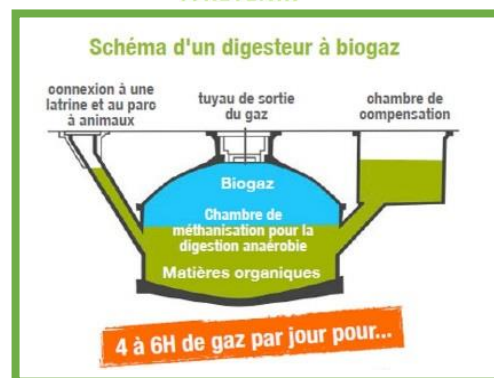 Schéma d'un digesteur à biogaz
connexion à une
latrine et au parc
à animaux
tuyau de sortie
du gaz
chambre de
compensation
Biogaz
Chambre de
méthanisation pour la
digestion anaérobie
Matières organiques
4 à 6H de gaz par jour pour...